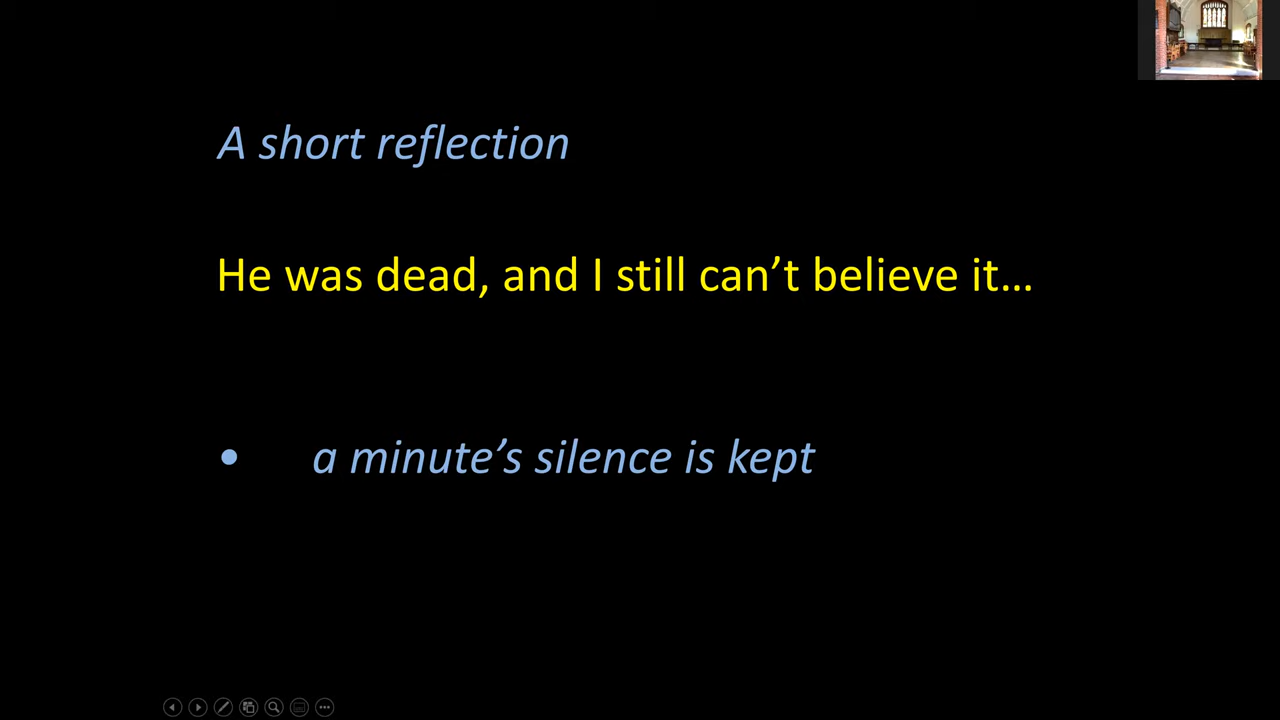 A short reflection
He was dead, and I still can’t believe it…
• a minute’s silence is kept